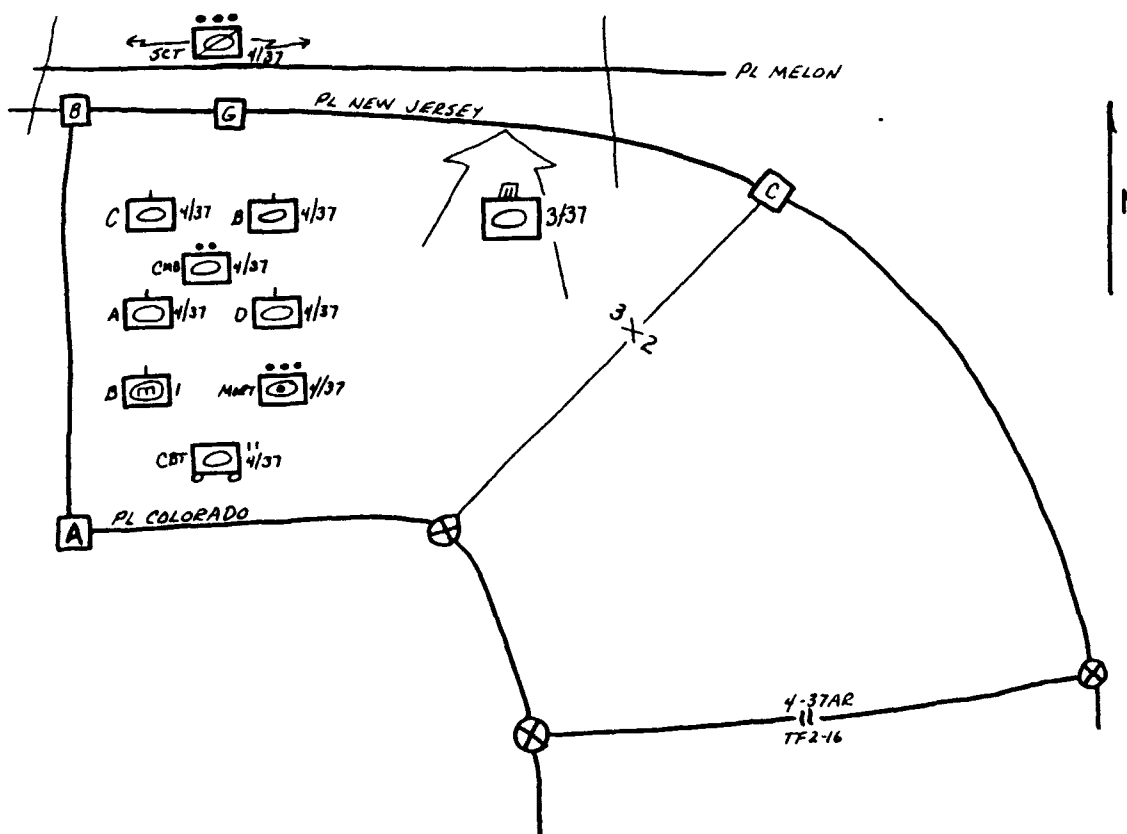 SCT 4/37
PL MELON
B G PL NEW JERSEY
C
C 4/37 B 4/37
3/37
CMD 4/37
A 4/37 D 4/37
3 2
B 1 MORT 4/37
CBT 4/37
A PL COLORADO
4-37AR
TF2-16